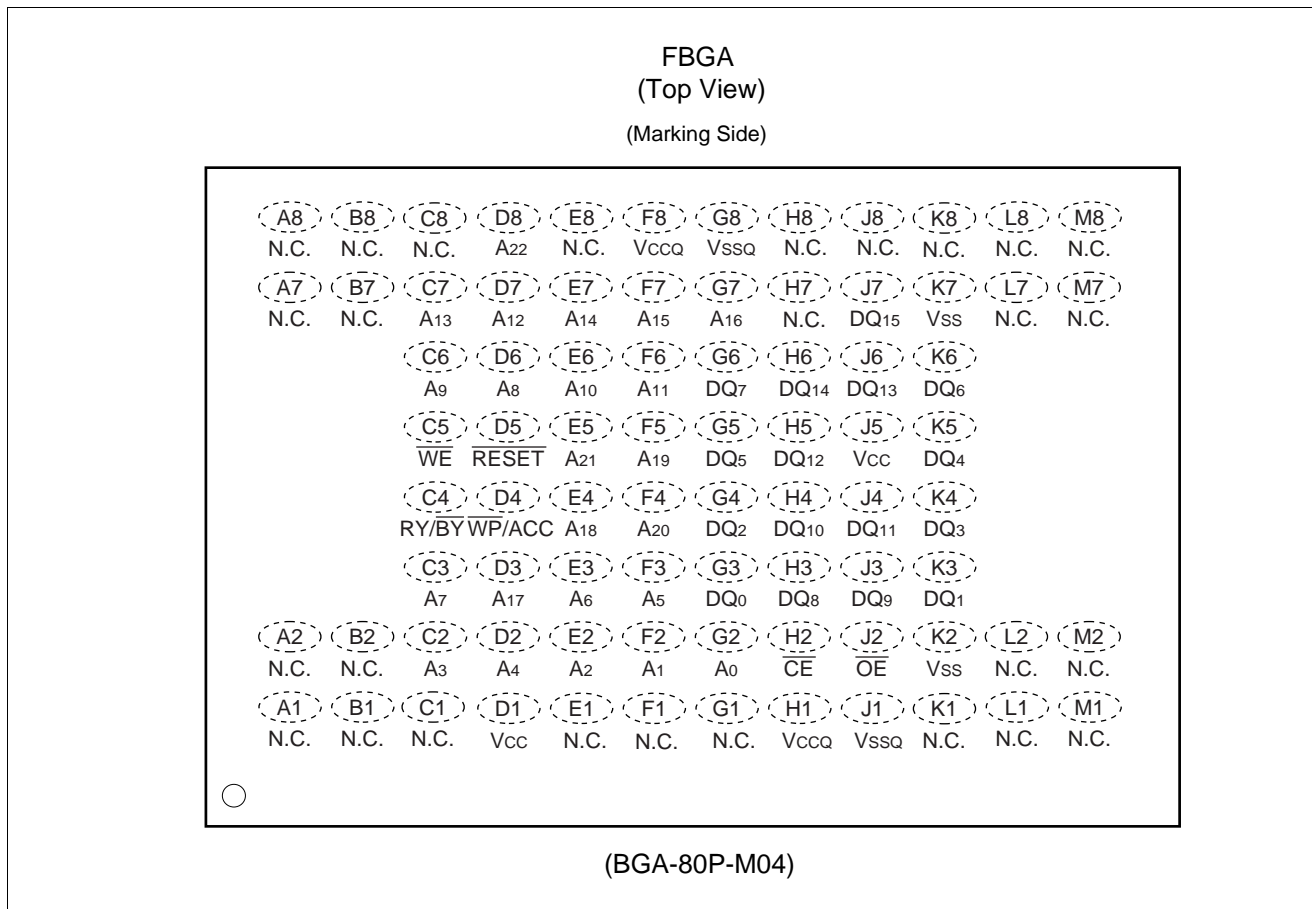 FBGA
(Top View)
(Marking Side)
A8 B8 C8 D8 E8 F8 G8 H8 J8 K8 L8 M8
N.C. N.C. N.C. A22 N.C. VCCQ VSSQ N.C. N.C. N.C. N.C. N.C.
A7 B7 C7 D7 E7 F7 G7 H7 J7 K7 L7 M7
N.C. N.C. A13 A12 A14 A15 A16 N.C. DQ15 VSS N.C. N.C.
C6 D6 E6 F6 G6 H6 J6 K6
A9 A8 A10 A11 DQ7 DQ14 DQ13 DQ6
C5 D5 E5 F5 G5 H5 J5 K5
W̅E̅ R̅E̅S̅E̅T̅ A21 A19 DQ5 DQ12 VCC DQ4
C4 D4 E4 F4 G4 H4 J4 K4
RY/B̅Y̅ W̅P̅/ACC A18 A20 DQ2 DQ10 DQ11 DQ3
C3 D3 E3 F3 G3 H3 J3 K3
A7 A17 A6 A5 DQ0 DQ8 DQ9 DQ1
A2 B2 C2 D2 E2 F2 G2 H2 J2 K2 L2 M2
N.C. N.C. A3 A4 A2 A1 A0 C̅E̅ O̅E̅ VSS N.C. N.C.
A1 B1 C1 D1 E1 F1 G1 H1 J1 K1 L1 M1
N.C. N.C. N.C. VCC N.C. N.C. N.C. VCCQ VSSQ N.C. N.C. N.C.
(BGA-80P-M04)